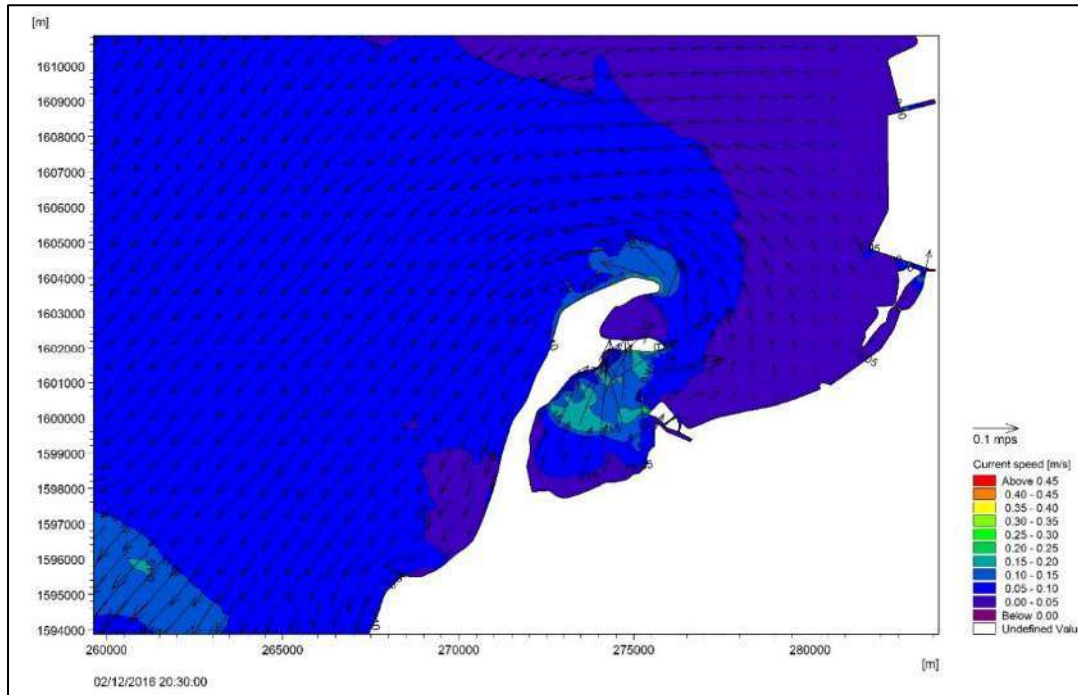 [m]
1610000
1609000
1608000
1607000
1606000
1605000
1604000
1603000
1602000
1601000
1600000
1599000
1598000
1597000
1596000
1595000
1594000
260000 265000 270000 275000 280000
[m]
02/12/2016 20:30:00
0.1 mps
Current speed [m/s]
Above 0.45
0.40 - 0.45
0.35 - 0.40
0.30 - 0.35
0.25 - 0.30
0.20 - 0.25
0.15 - 0.20
0.10 - 0.15
0.05 - 0.10
0.00 - 0.05
Below 0.00
Undefined Valu